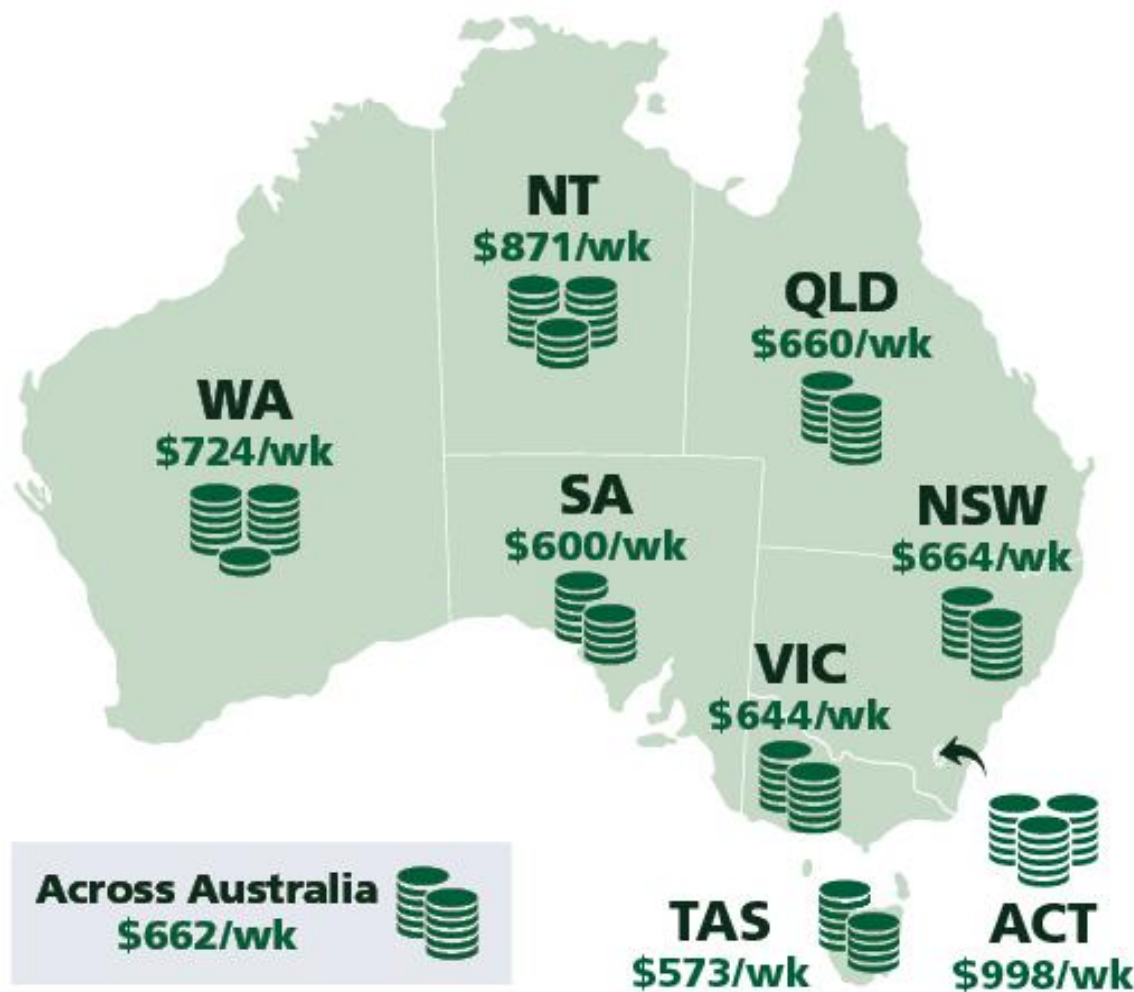 NT
$871/wk
QLD
$660/wk
WA
$724/wk
SA
$600/wk
NSW
$664/wk
VIC
$644/wk
Across Australia
$662/wk
TAS
$573/wk
ACT
$998/wk